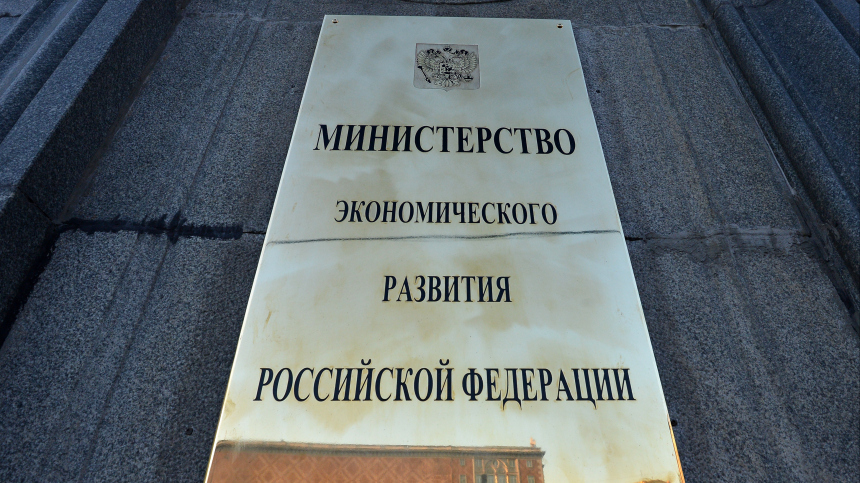 МИНИСТЕРСТВО
ЭКОНОМИЧЕСКОГО
РАЗВИТИЯ
РОССИЙСКОЙ ФЕДЕРАЦИИ